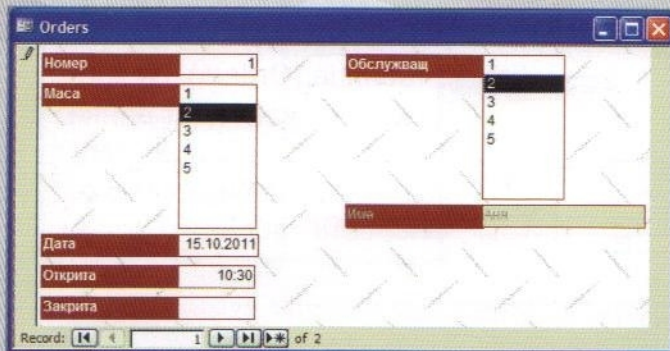 Orders
Номер 1
Маса 1
2
3
4
5
Обслужващ 1
2
3
4
5
Име Аня
Дата 15.10.2011
Открита 10:30
Закрита
Record: 1 of 2